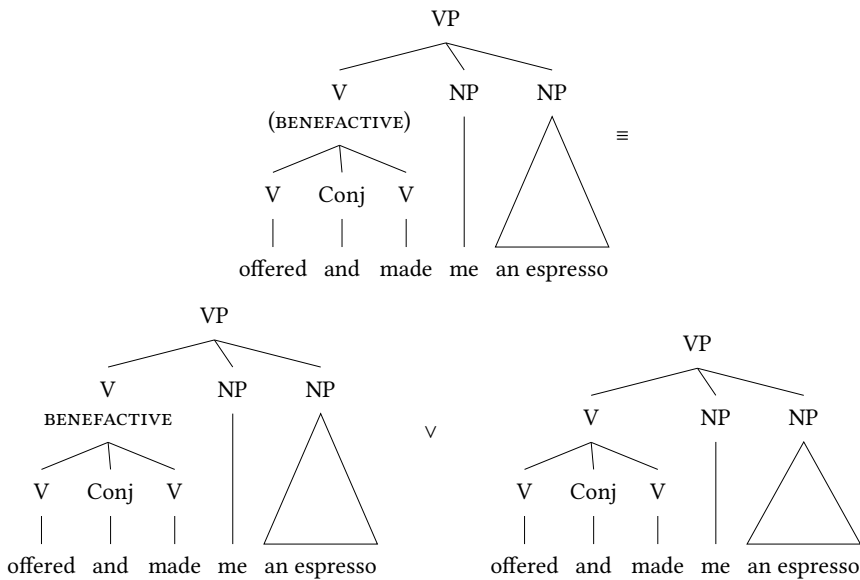 VP
V NP NP
(BENEFACTIVE)
≡
V Conj V
offered and made me an espresso
VP
V NP NP
BENEFACTIVE
V Conj V
offered and made me an espresso
∨
VP
V NP NP
V Conj V
offered and made me an espresso